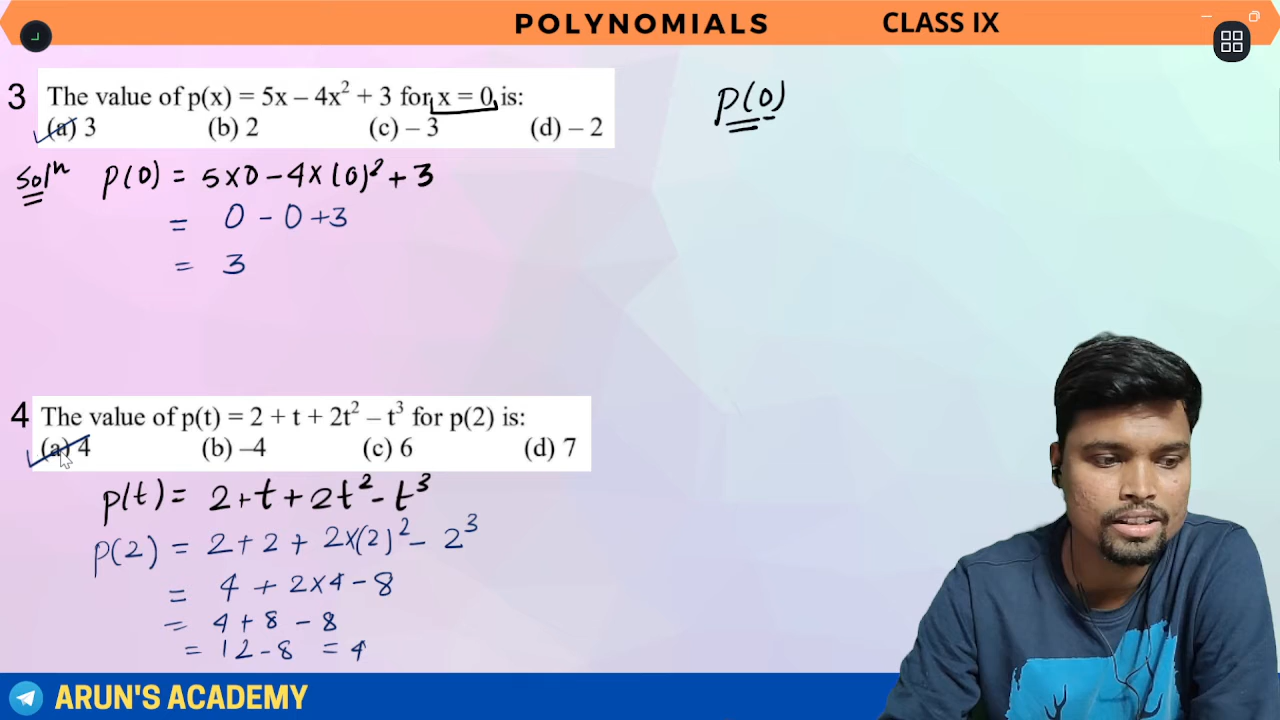 POLYNOMIALS CLASS IX
3 The value of p(x) = 5x – 4x² + 3 for x = 0 is:
(a) 3 (b) 2 (c) – 3 (d) – 2
P(0)
Solⁿ P(0) = 5×0 – 4×(0)² + 3
= 0 – 0 + 3
= 3
4 The value of p(t) = 2 + t + 2t² – t³ for p(2) is:
(a) 4 (b) –4 (c) 6 (d) 7
p(t) = 2 + t + 2t² – t³
p(2) = 2 + 2 + 2×(2)² – 2³
= 4 + 2×4 – 8
= 4 + 8 – 8
= 12 – 8 = 4
ARUN'S ACADEMY